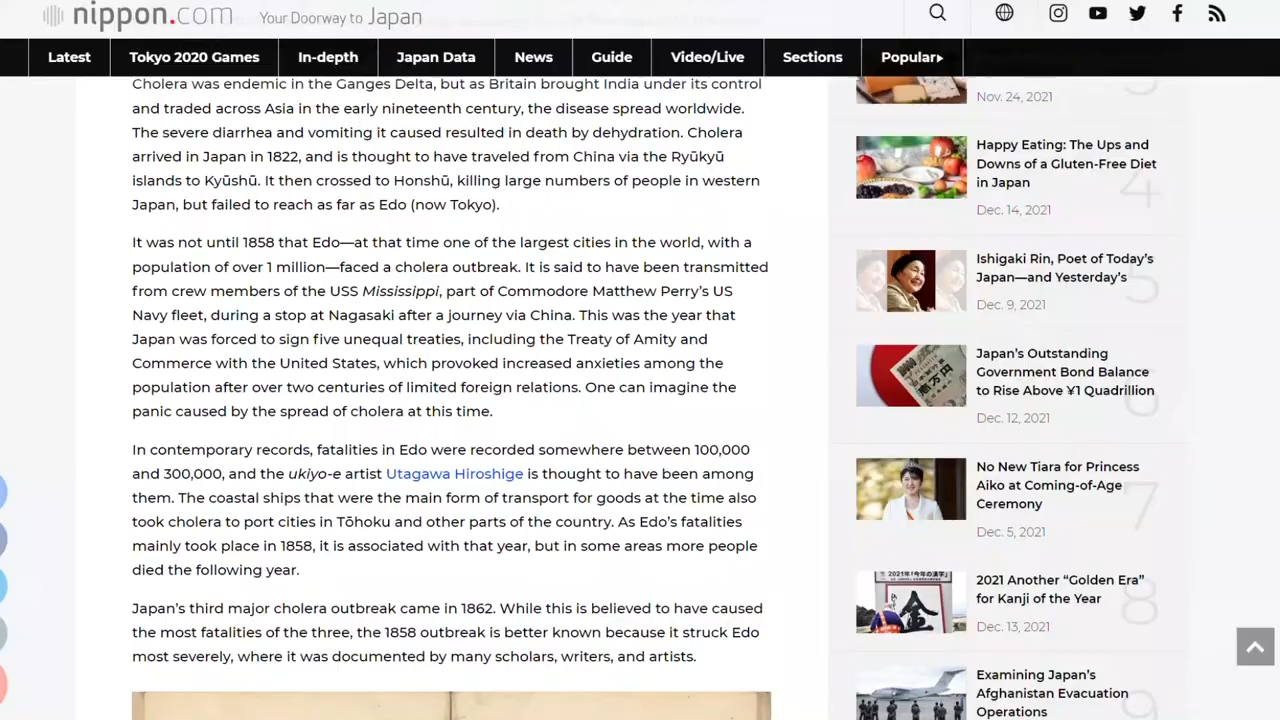 nippon.com Your Doorway to Japan
Latest Tokyo 2020 Games In-depth Japan Data News Guide Video/Live Sections Popular▸
Cholera was endemic in the Ganges Delta, but as Britain brought India under its control
and traded across Asia in the early nineteenth century, the disease spread worldwide.
The severe diarrhea and vomiting it caused resulted in death by dehydration. Cholera
arrived in Japan in 1822, and is thought to have traveled from China via the Ryūkyū
islands to Kyūshū. It then crossed to Honshū, killing large numbers of people in western
Japan, but failed to reach as far as Edo (now Tokyo).
It was not until 1858 that Edo—at that time one of the largest cities in the world, with a
population of over 1 million—faced a cholera outbreak. It is said to have been transmitted
from crew members of the USS Mississippi, part of Commodore Matthew Perry's US
Navy fleet, during a stop at Nagasaki after a journey via China. This was the year that
Japan was forced to sign five unequal treaties, including the Treaty of Amity and
Commerce with the United States, which provoked increased anxieties among the
population after over two centuries of limited foreign relations. One can imagine the
panic caused by the spread of cholera at this time.
In contemporary records, fatalities in Edo were recorded somewhere between 100,000
and 300,000, and the ukiyo-e artist Utagawa Hiroshige is thought to have been among
them. The coastal ships that were the main form of transport for goods at the time also
took cholera to port cities in Tōhoku and other parts of the country. As Edo's fatalities
mainly took place in 1858, it is associated with that year, but in some areas more people
died the following year.
Japan's third major cholera outbreak came in 1862. While this is believed to have caused
the most fatalities of the three, the 1858 outbreak is better known because it struck Edo
most severely, where it was documented by many scholars, writers, and artists.
Nov. 24, 2021
3
Happy Eating: The Ups and
Downs of a Gluten-Free Diet
in Japan
4
Dec. 14, 2021
Ishigaki Rin, Poet of Today's
Japan—and Yesterday's
5
Dec. 9, 2021
Japan's Outstanding
Government Bond Balance
to Rise Above ¥1 Quadrillion
6
Dec. 12, 2021
No New Tiara for Princess
Aiko at Coming-of-Age
Ceremony
7
Dec. 5, 2021
2021年「今年の漢字」
金
2021 Another “Golden Era”
for Kanji of the Year
8
Dec. 13, 2021
Examining Japan's
Afghanistan Evacuation
Operations
9